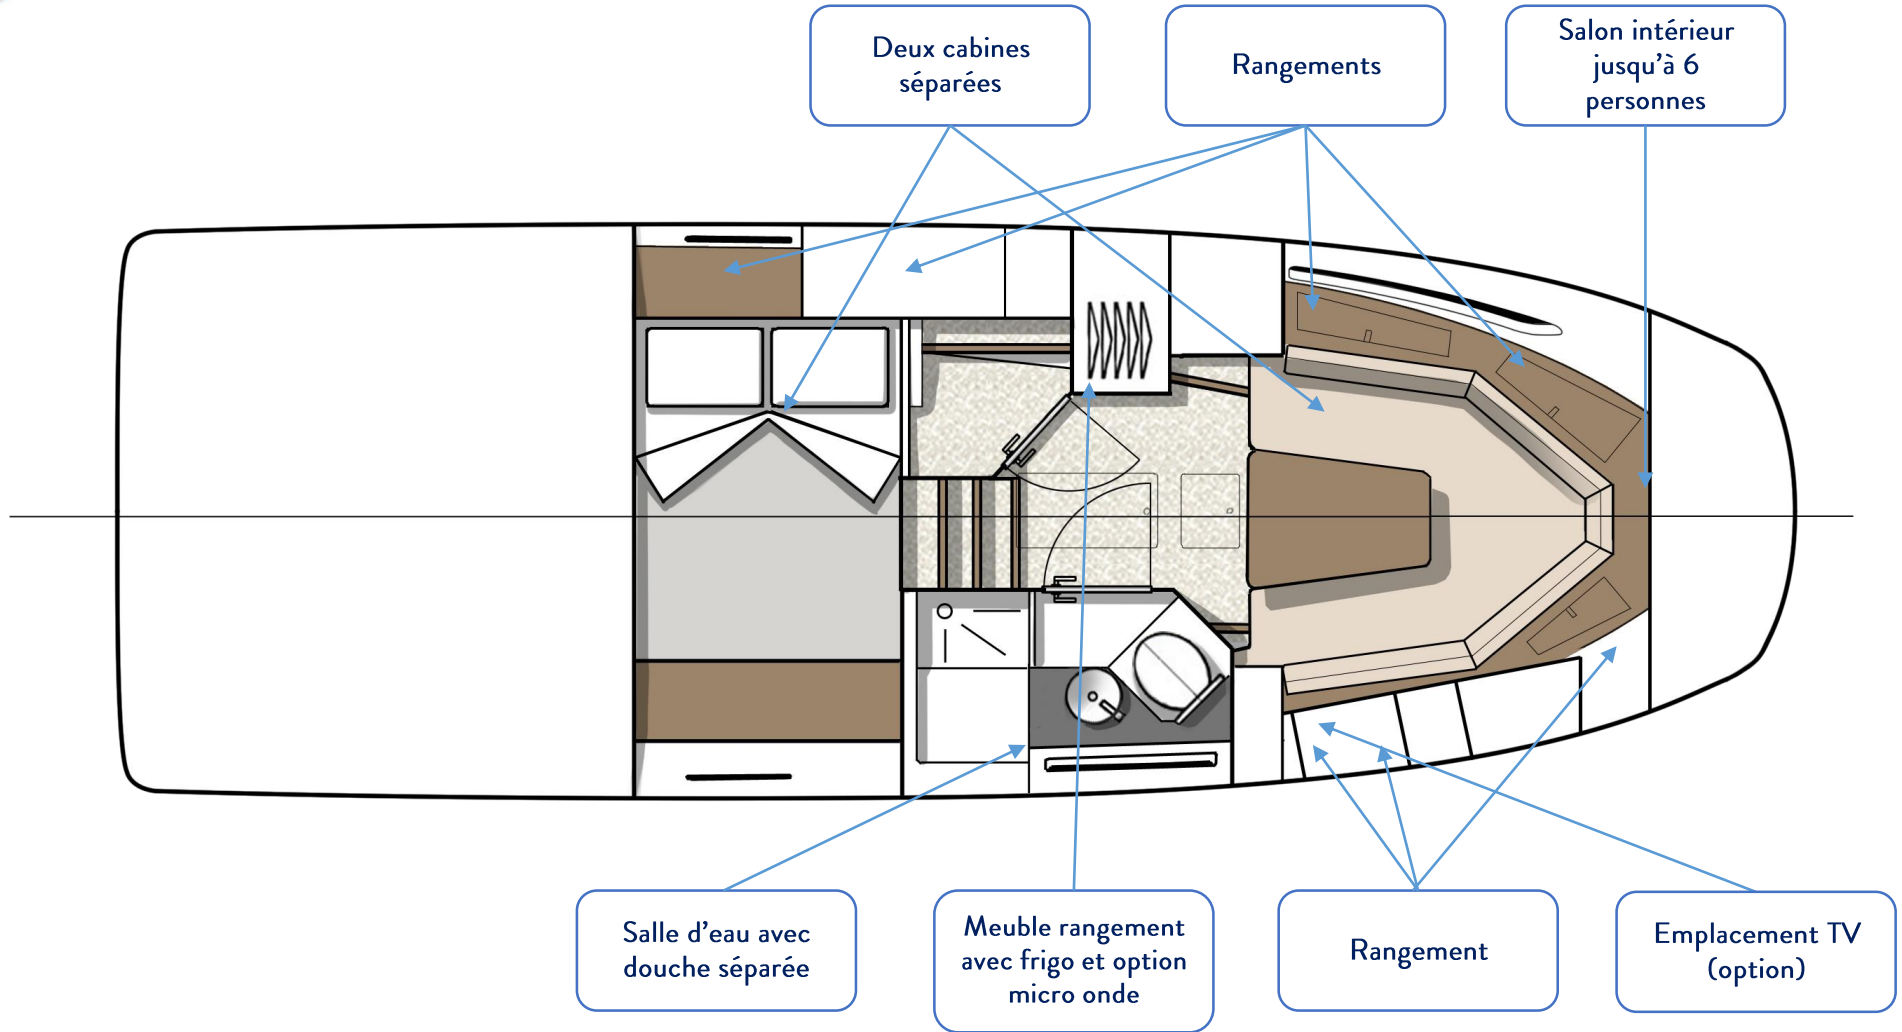 Deux cabines
séparées
Rangements
Salon intérieur
jusqu’à 6
personnes
Salle d’eau avec
douche séparée
Meuble rangement
avec frigo et option
micro onde
Rangement
Emplacement TV
(option)